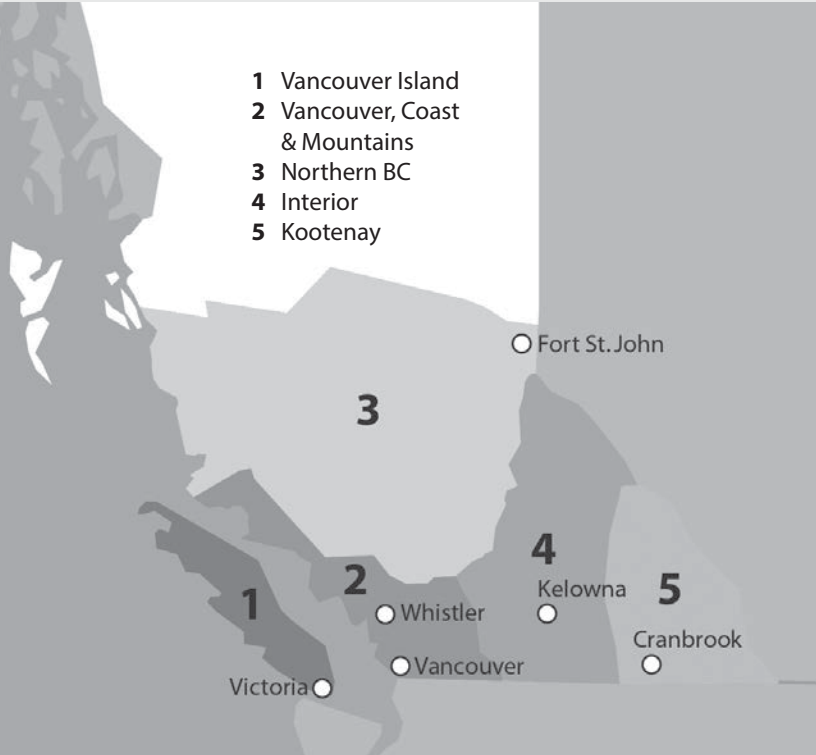 1 Vancouver Island
2 Vancouver, Coast
& Mountains
3 Northern BC
4 Interior
5 Kootenay
Fort St. John
3
4
2
Kelowna
5
1
Whistler
Cranbrook
Vancouver
Victoria